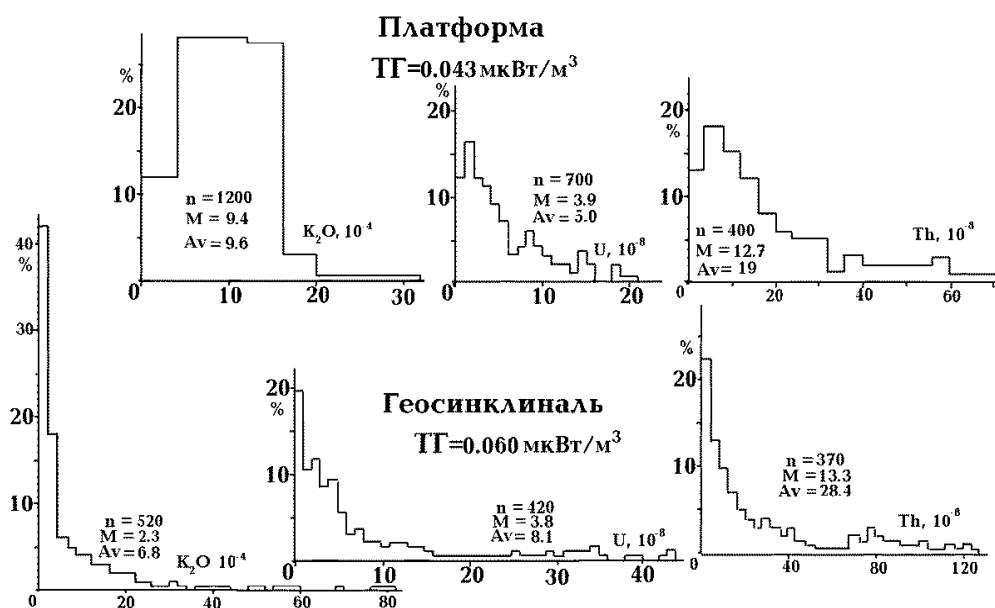 Платформа
ТГ=0.043 мкВт/м³
%
20
10
n = 1200
M = 9.4
Av = 9.6
K₂O, 10⁻⁴
0
10
20
30
%
20
10
n = 700
M = 3.9
Av = 5.0
U, 10⁻⁸
0
10
20
20
%
10
n = 400
M = 12.7
Av = 19
Th, 10⁻⁸
0
20
40
60
40
%
30
20
10
n = 520
M = 2.3
Av = 6.8
K₂O 10⁻⁴
0
20
40
60
80
Геосинклиналь
ТГ=0.060 мкВт/м³
20
%
10
n = 420
M = 3.8
Av = 8.1
U, 10⁻⁸
0
10
20
30
40
%
20
10
n = 370
M = 13.3
Av = 28.4
Th, 10⁻⁸
0
40
80
120